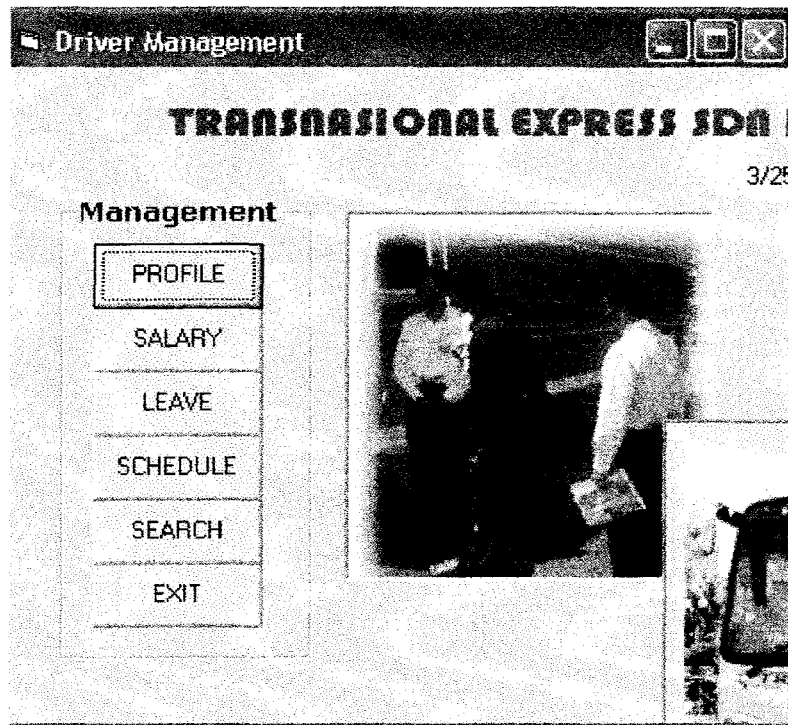 Driver Management
TRANSNASIONAL EXPRESS SDN
3/25
Management
PROFILE
SALARY
LEAVE
SCHEDULE
SEARCH
EXIT